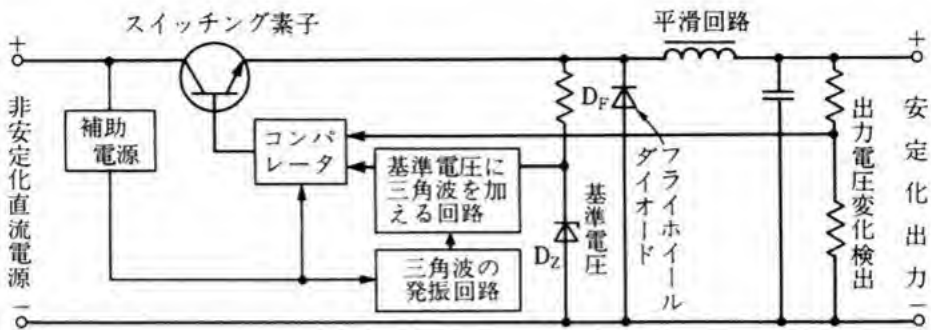 スイッチング素子
平滑回路
+
+
非安定化直流電源
補助
電源
コンパ
レータ
基準電圧に
三角波を加
える回路
三角波の
発振回路
DF
DZ
基準電圧
フライホイール
ダイオード
出力電圧変化検出
安定化出力
−
−